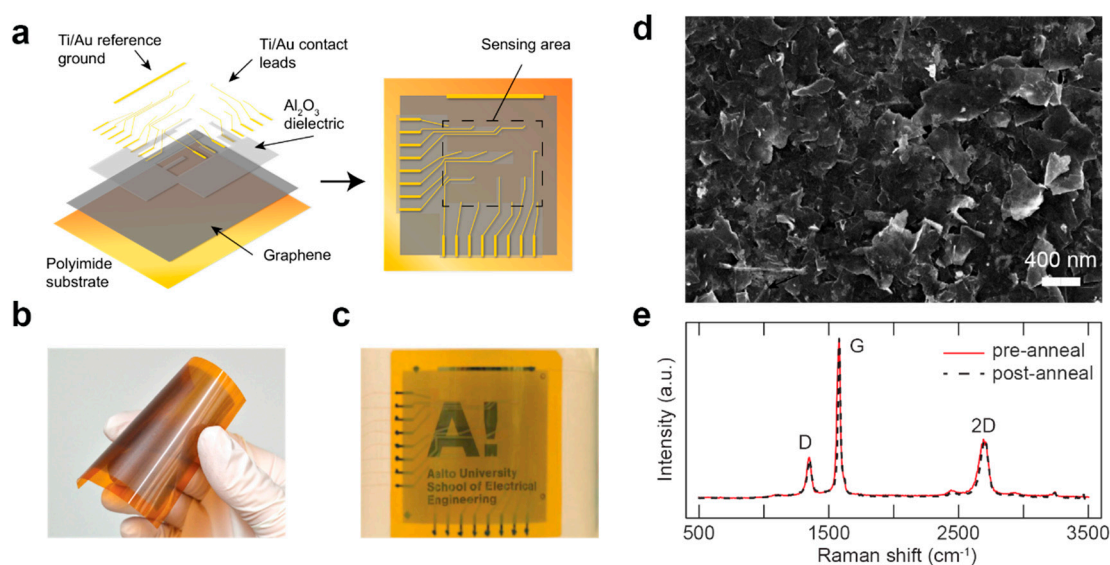 a
Ti/Au reference
ground
Ti/Au contact
leads
Al₂O₃
dielectric
Graphene
Polyimide
substrate
Sensing area
b
c
A!
Aalto University
School of Electrical
Engineering
d
400 nm
e
Intensity (a.u.)
D
G
2D
pre-anneal
post-anneal
500
1500
2500
3500
Raman shift (cm⁻¹)